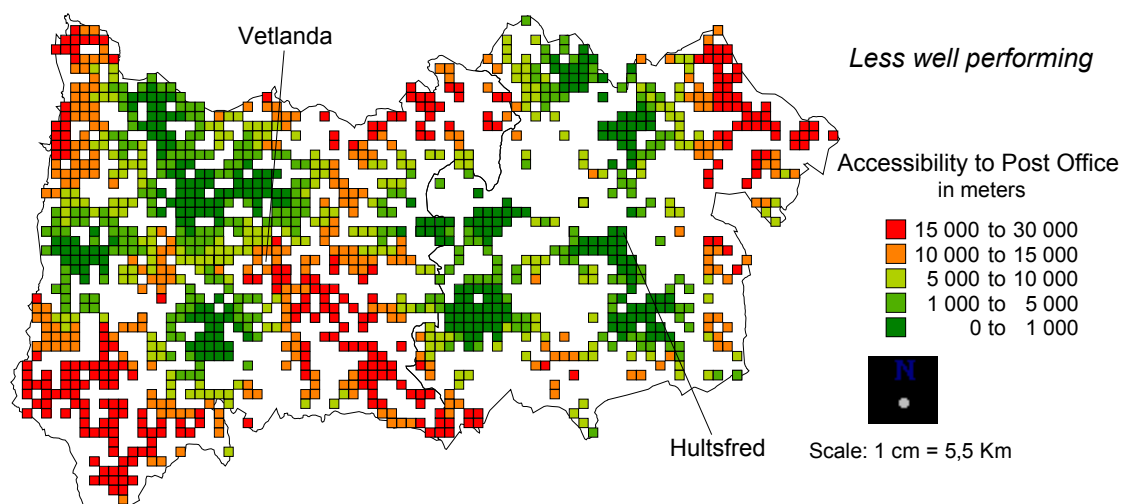 Vetlanda
Less well performing
Accessibility to Post Office
in meters
15 000 to 30 000
10 000 to 15 000
5 000 to 10 000
1 000 to 5 000
0 to 1 000
N
Hultsfred
Scale: 1 cm = 5,5 Km